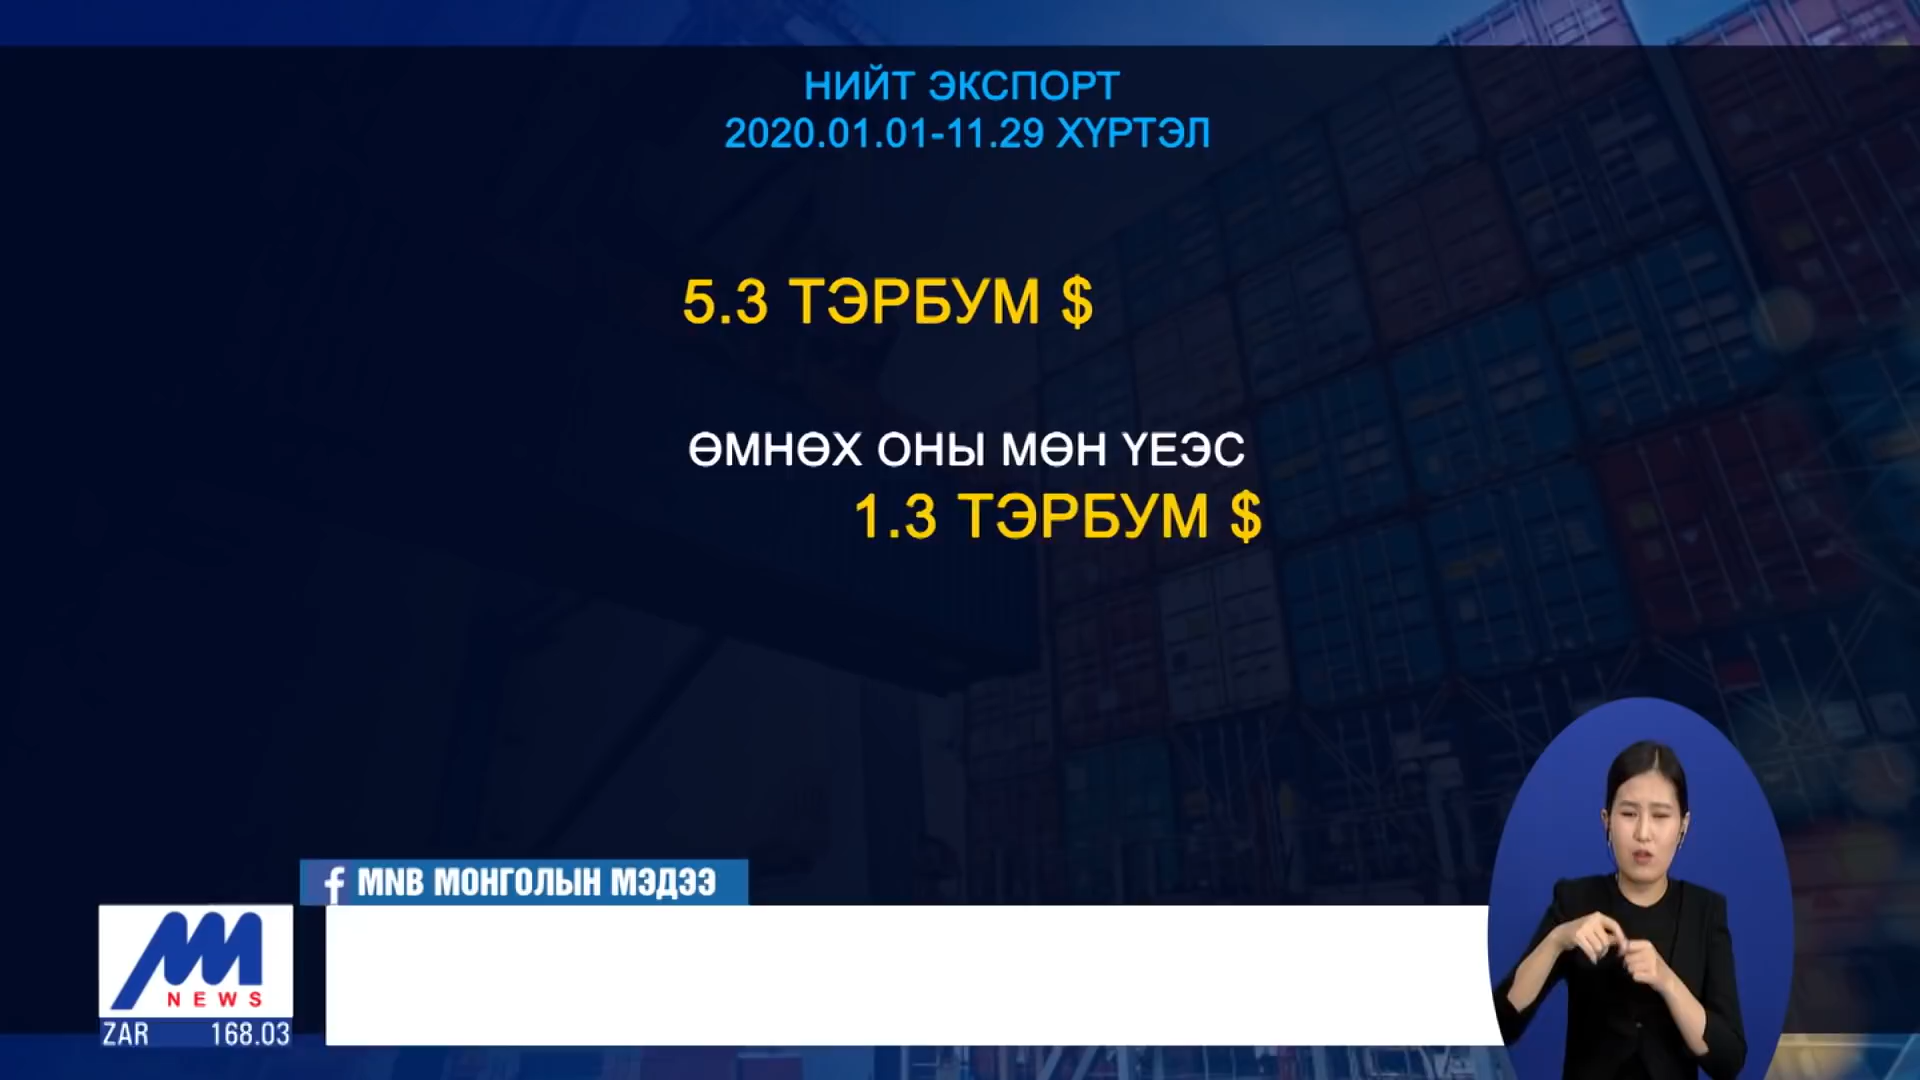 НИЙТ ЭКСПОРТ
2020.01.01-11.29 ХҮРТЭЛ
5.3 ТЭРБУМ $
ӨМНӨХ ОНЫ МӨН ҮЕЭС
1.3 ТЭРБУМ $
f MNB МОНГОЛЫН МЭДЭЭ
NEWS
ZAR 168.03